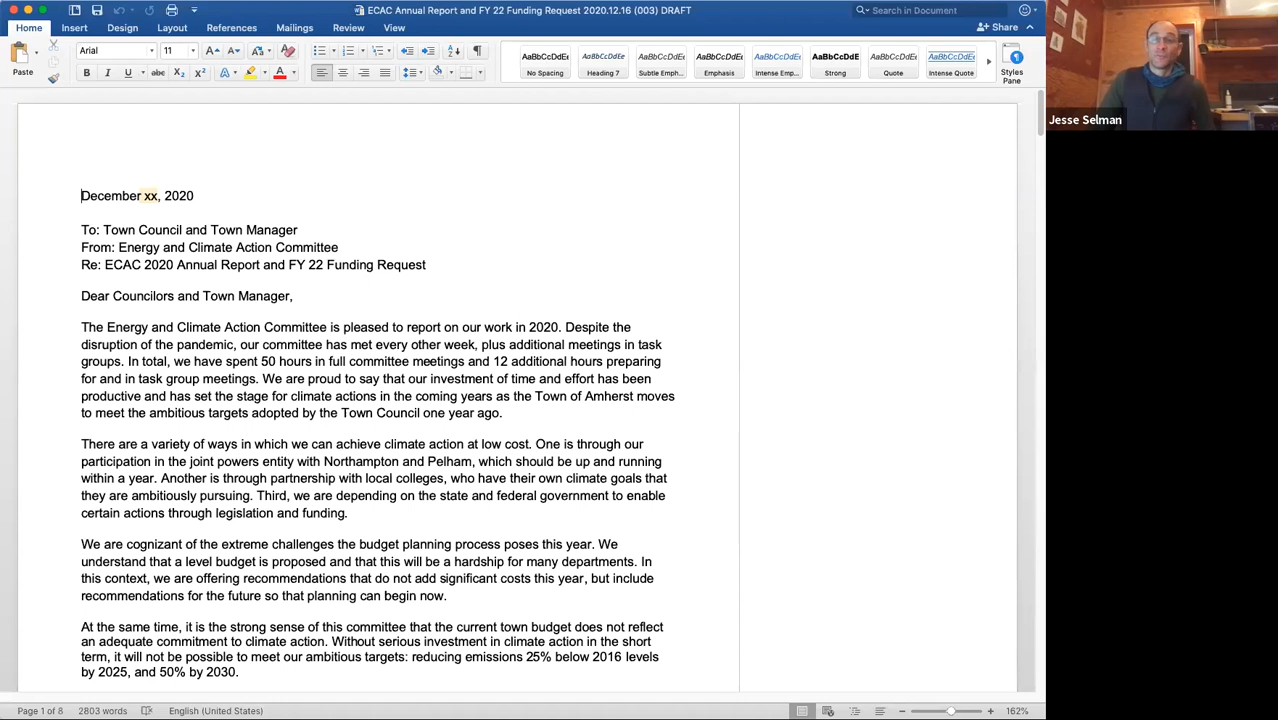 ECAC Annual Report and FY 22 Funding Request 2020.12.16 (003) DRAFT
Search in Document
Home Insert Design Layout References Mailings Review View
Share
Paste
Arial 11
AaBbCcDdEe AaBbCcDdEe AaBbCcDdEe AaBbCcDdEe AaBbCcDdEe AaBbCcDdE AaBbCcDdEe AaBbCcDdEe
No Spacing Heading 7 Subtle Emph... Emphasis Intense Emp... Strong Quote Intense Quote
Styles
Pane
Jesse Selman
December xx, 2020
To: Town Council and Town Manager
From: Energy and Climate Action Committee
Re: ECAC 2020 Annual Report and FY 22 Funding Request
Dear Councilors and Town Manager,
The Energy and Climate Action Committee is pleased to report on our work in 2020. Despite the
disruption of the pandemic, our committee has met every other week, plus additional meetings in task
groups. In total, we have spent 50 hours in full committee meetings and 12 additional hours preparing
for and in task group meetings. We are proud to say that our investment of time and effort has been
productive and has set the stage for climate actions in the coming years as the Town of Amherst moves
to meet the ambitious targets adopted by the Town Council one year ago.
There are a variety of ways in which we can achieve climate action at low cost. One is through our
participation in the joint powers entity with Northampton and Pelham, which should be up and running
within a year. Another is through partnership with local colleges, who have their own climate goals that
they are ambitiously pursuing. Third, we are depending on the state and federal government to enable
certain actions through legislation and funding.
We are cognizant of the extreme challenges the budget planning process poses this year. We
understand that a level budget is proposed and that this will be a hardship for many departments. In
this context, we are offering recommendations that do not add significant costs this year, but include
recommendations for the future so that planning can begin now.
At the same time, it is the strong sense of this committee that the current town budget does not reflect
an adequate commitment to climate action. Without serious investment in climate action in the short
term, it will not be possible to meet our ambitious targets: reducing emissions 25% below 2016 levels
by 2025, and 50% by 2030.
Page 1 of 8 2803 words English (United States) 162%